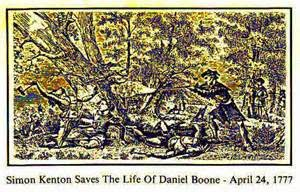 Simon Kenton Saves The Life Of Daniel Boone - April 24, 1777